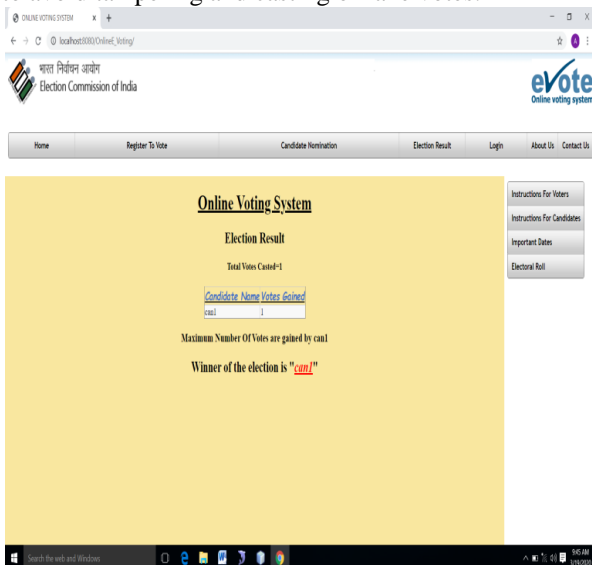 ONLINE VOTING SYSTEM
localhost:8080/OnlineE_Voting/
A
भारत निर्वाचन आयोग
Election Commission of India
eVote
Online voting system
Home Register To Vote Candidate Nomination Election Result Login About Us Contact Us
Instructions For Voters
Instructions For Candidates
Important Dates
Electoral Roll
Online Voting System
Election Result
Total Votes Casted=1
Candidate Name Votes Gained
can1 1
Maximum Number Of Votes are gained by can1
Winner of the election is "can1"
Search the web and Windows
9:45 AM
1/19/2020